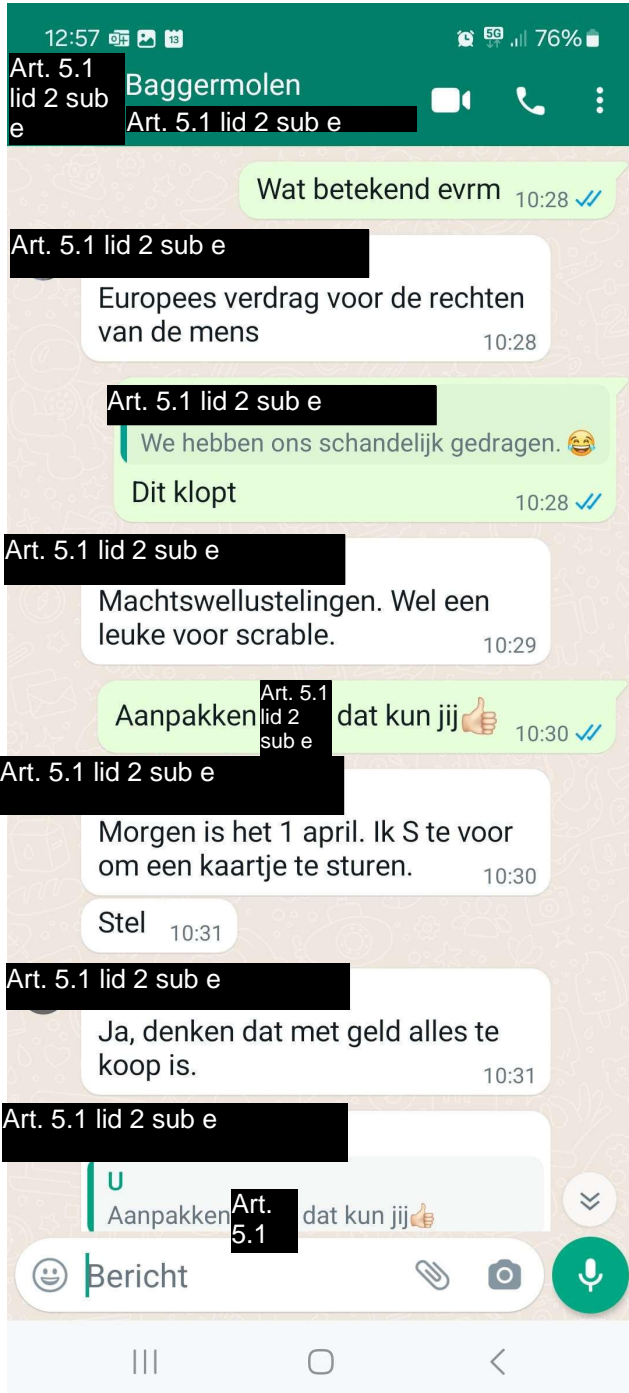 12:57 13 5G 76%
Art. 5.1
lid 2 sub
e
Baggermolen
Art. 5.1 lid 2 sub e
Wat betekend evrm 10:28
Art. 5.1 lid 2 sub e
Europees verdrag voor de rechten
van de mens 10:28
Art. 5.1 lid 2 sub e
We hebben ons schandelijk gedragen. 😂
Dit klopt 10:28
Art. 5.1 lid 2 sub e
Machtswellustelingen. Wel een
leuke voor scrable. 10:29
Aanpakken Art. 5.1 lid 2 sub e dat kun jij👍🏻 10:30
Art. 5.1 lid 2 sub e
Morgen is het 1 april. Ik S te voor
om een kaartje te sturen. 10:30
Stel 10:31
Art. 5.1 lid 2 sub e
Ja, denken dat met geld alles te
koop is. 10:31
Art. 5.1 lid 2 sub e
U
Aanpakken Art. 5.1 dat kun jij👍🏻
Bericht